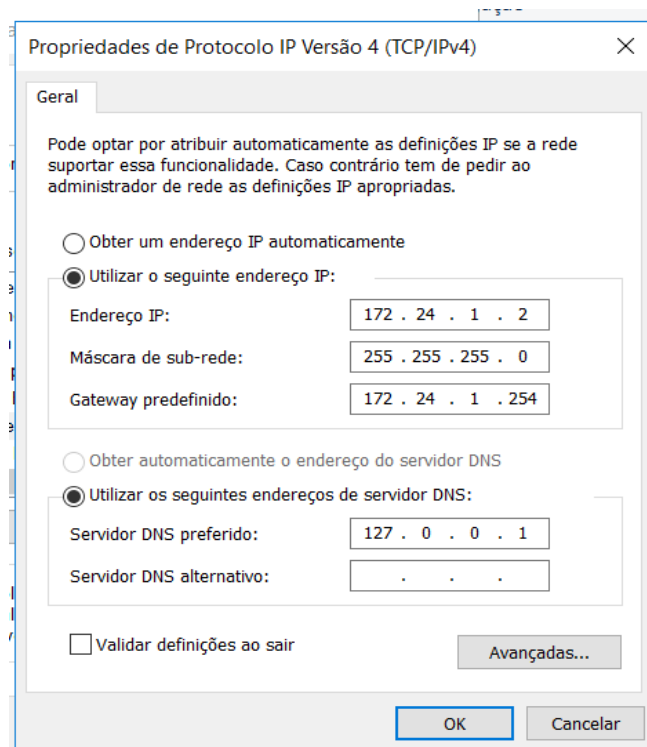 Propriedades de Protocolo IP Versão 4 (TCP/IPv4)
Geral
Pode optar por atribuir automaticamente as definições IP se a rede
suportar essa funcionalidade. Caso contrário tem de pedir ao
administrador de rede as definições IP apropriadas.
Obter um endereço IP automaticamente
Utilizar o seguinte endereço IP:
Endereço IP: 172 . 24 . 1 . 2
Máscara de sub-rede: 255 . 255 . 255 . 0
Gateway predefinido: 172 . 24 . 1 . 254
Obter automaticamente o endereço do servidor DNS
Utilizar os seguintes endereços de servidor DNS:
Servidor DNS preferido: 127 . 0 . 0 . 1
Servidor DNS alternativo: . . .
Validar definições ao sair
Avançadas...
OK
Cancelar